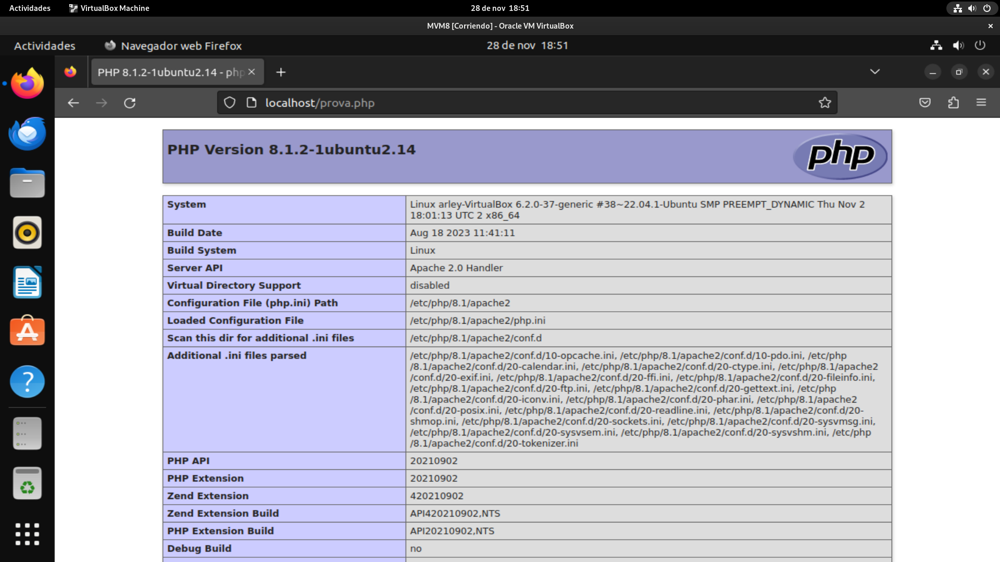 Actividades VirtualBox Machine 28 de nov 18:51
MVM8 [Corriendo] - Oracle VM VirtualBox
Actividades Navegador web Firefox 28 de nov 18:51
PHP 8.1.2-1ubuntu2.14 - php
localhost/prova.php
PHP Version 8.1.2-1ubuntu2.14
php
System Linux arley-VirtualBox 6.2.0-37-generic #38~22.04.1-Ubuntu SMP PREEMPT_DYNAMIC Thu Nov 2
18:01:13 UTC 2 x86_64
Build Date Aug 18 2023 11:41:11
Build System Linux
Server API Apache 2.0 Handler
Virtual Directory Support disabled
Configuration File (php.ini) Path /etc/php/8.1/apache2
Loaded Configuration File /etc/php/8.1/apache2/php.ini
Scan this dir for additional .ini files /etc/php/8.1/apache2/conf.d
Additional .ini files parsed /etc/php/8.1/apache2/conf.d/10-opcache.ini, /etc/php/8.1/apache2/conf.d/10-pdo.ini, /etc/php
/8.1/apache2/conf.d/20-calendar.ini, /etc/php/8.1/apache2/conf.d/20-ctype.ini, /etc/php/8.1/apache2
/conf.d/20-exif.ini, /etc/php/8.1/apache2/conf.d/20-ffi.ini, /etc/php/8.1/apache2/conf.d/20-fileinfo.ini,
/etc/php/8.1/apache2/conf.d/20-ftp.ini, /etc/php/8.1/apache2/conf.d/20-gettext.ini, /etc/php
/8.1/apache2/conf.d/20-iconv.ini, /etc/php/8.1/apache2/conf.d/20-phar.ini, /etc/php/8.1/apache2
/conf.d/20-posix.ini, /etc/php/8.1/apache2/conf.d/20-readline.ini, /etc/php/8.1/apache2/conf.d/20-
shmop.ini, /etc/php/8.1/apache2/conf.d/20-sockets.ini, /etc/php/8.1/apache2/conf.d/20-sysvmsg.ini,
/etc/php/8.1/apache2/conf.d/20-sysvsem.ini, /etc/php/8.1/apache2/conf.d/20-sysvshm.ini, /etc/php
/8.1/apache2/conf.d/20-tokenizer.ini
PHP API 20210902
PHP Extension 20210902
Zend Extension 420210902
Zend Extension Build API420210902,NTS
PHP Extension Build API20210902,NTS
Debug Build no